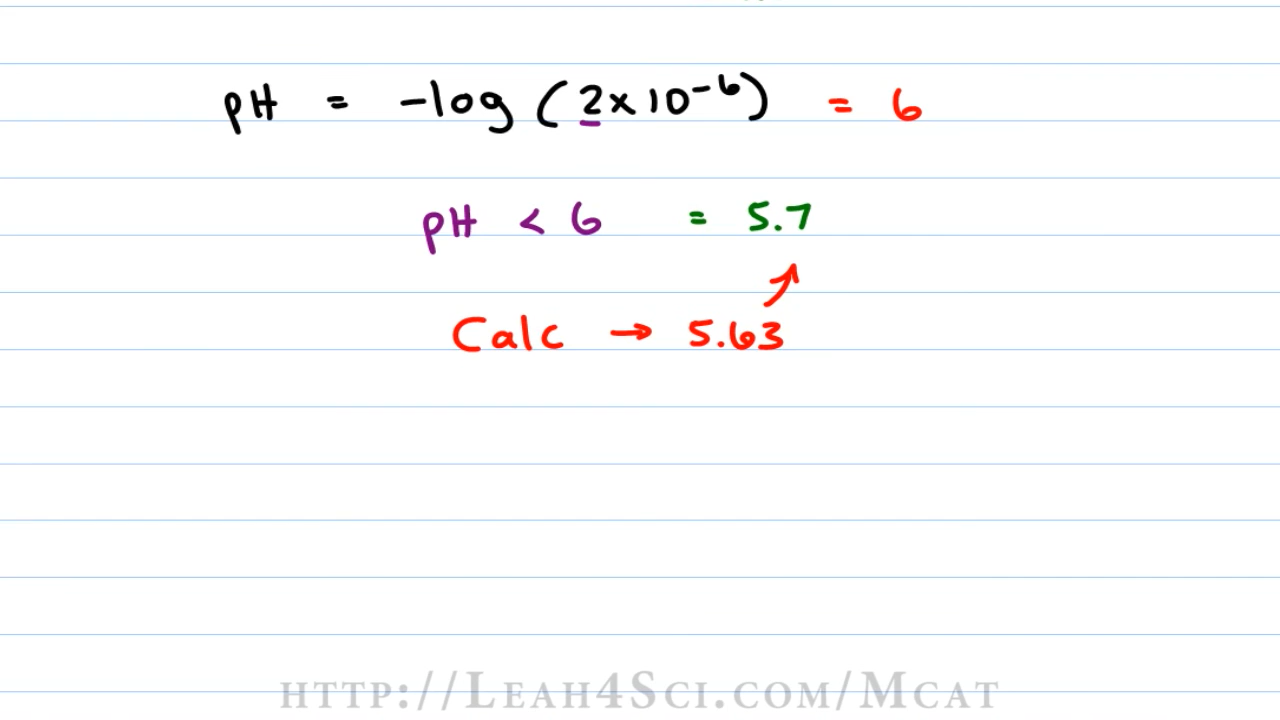 pH = -log (2x10⁻⁶) = 6
pH < 6 = 5.7
Calc → 5.63
HTTP://LEAH4SCI.COM/MCAT